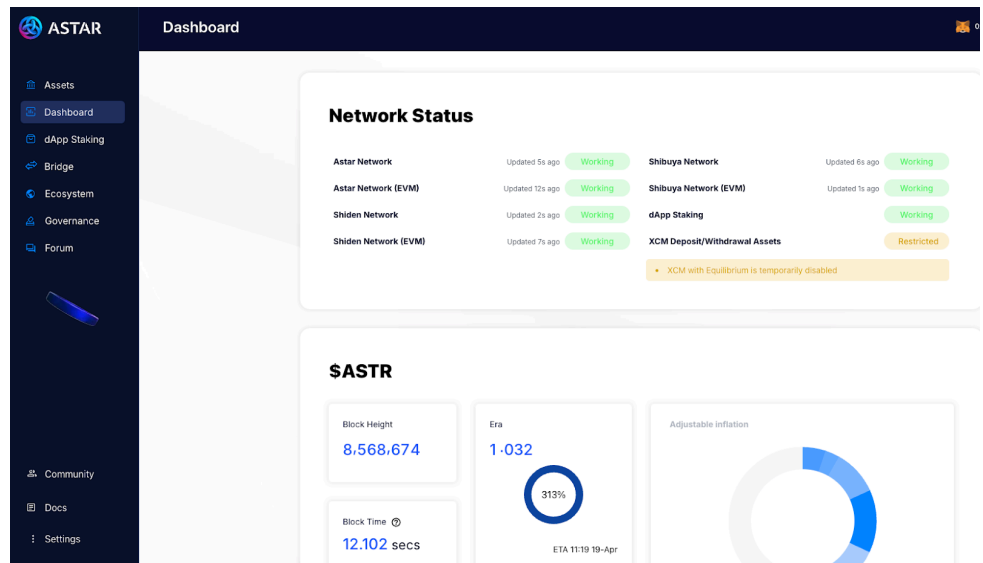 ASTAR
Dashboard
Assets
Dashboard
dApp Staking
Bridge
Ecosystem
Governance
Forum
Community
Docs
Settings
Network Status
Astar Network Updated 5s ago Working
Astar Network (EVM) Updated 12s ago Working
Shiden Network Updated 2s ago Working
Shiden Network (EVM) Updated 7s ago Working
Shibuya Network Updated 6s ago Working
Shibuya Network (EVM) Updated 1s ago Working
dApp Staking Working
XCM Deposit/Withdrawal Assets Restricted
• XCM with Equilibrium is temporarily disabled
$ASTR
Block Height
8,568,674
Block Time
12.102 secs
Era
1,032
313%
ETA 11:19 19-Apr
Adjustable inflation